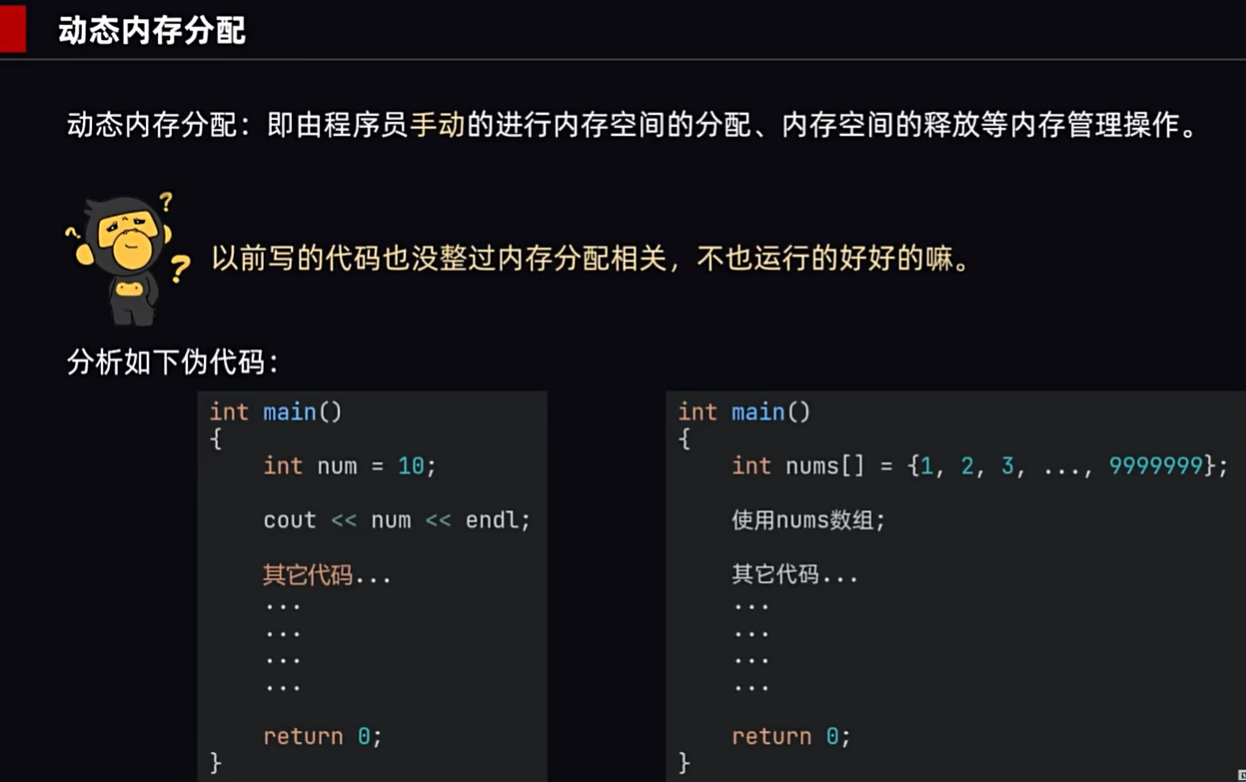 动态内存分配
动态内存分配：即由程序员手动的进行内存空间的分配、内存空间的释放等内存管理操作。
?
?
以前写的代码也没整过内存分配相关，不也运行的好好的嘛。
分析如下伪代码：
int main()
{
int num = 10;
cout << num << endl;
其它代码...
...
...
...
...
return 0;
}
int main()
{
int nums[] = {1, 2, 3, ..., 9999999};
使用nums数组;
其它代码...
...
...
...
...
return 0;
}